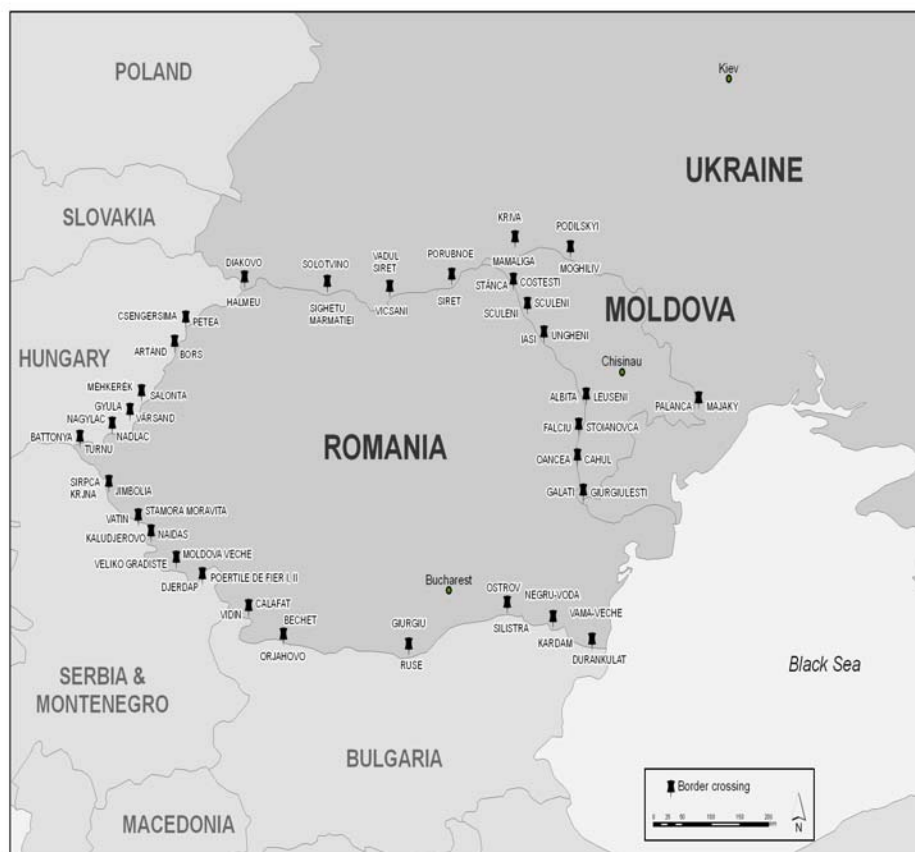 POLAND
Kiev
UKRAINE
SLOVAKIA
KRIVA
PODILSKYI
DIAKOVO
SOLOTVINO
VADUL
SIRET
PORUBNOE
MAMALIGA
MOGHILIV
HALMEU
SIGHETU
MARMATIEI
VICSANI
SIRET
STÂNCA
COSTESTI
SCULENI
SCULENI
MOLDOVA
CSENGERSIMA
PETEA
IASI
UNGHENI
ARTAND
BORS
HUNGARY
Chisinau
MEHKEREK
SALONTA
ALBITA
LEUSENI
PALANCA
MAJAKY
GYULA
VARSAND
NAGYLAC
NADLAC
FALCIU
STOIANOVCA
BATTONYA
TURNU
ROMANIA
OANCEA
CAHUL
SIRPCA
KRJNA
JIMBOLIA
GALATI
GIURGIULESTI
VATIN
STAMORA MORAVITA
KALUDJEROVO
NAIDAS
VELIKO GRADISTE
MOLDOVA VECHE
DJERDAP
POERTILE DE FIER I, II
Bucharest
OSTROV
NEGRU-VODA
VAMA-VECHE
VIDIN
CALAFAT
BECHET
GIURGIU
SILISTRA
KARDAM
ORJAHOVO
RUSE
DURANKULAT
SERBIA &
MONTENEGRO
Black Sea
BULGARIA
MACEDONIA
Border crossing
N